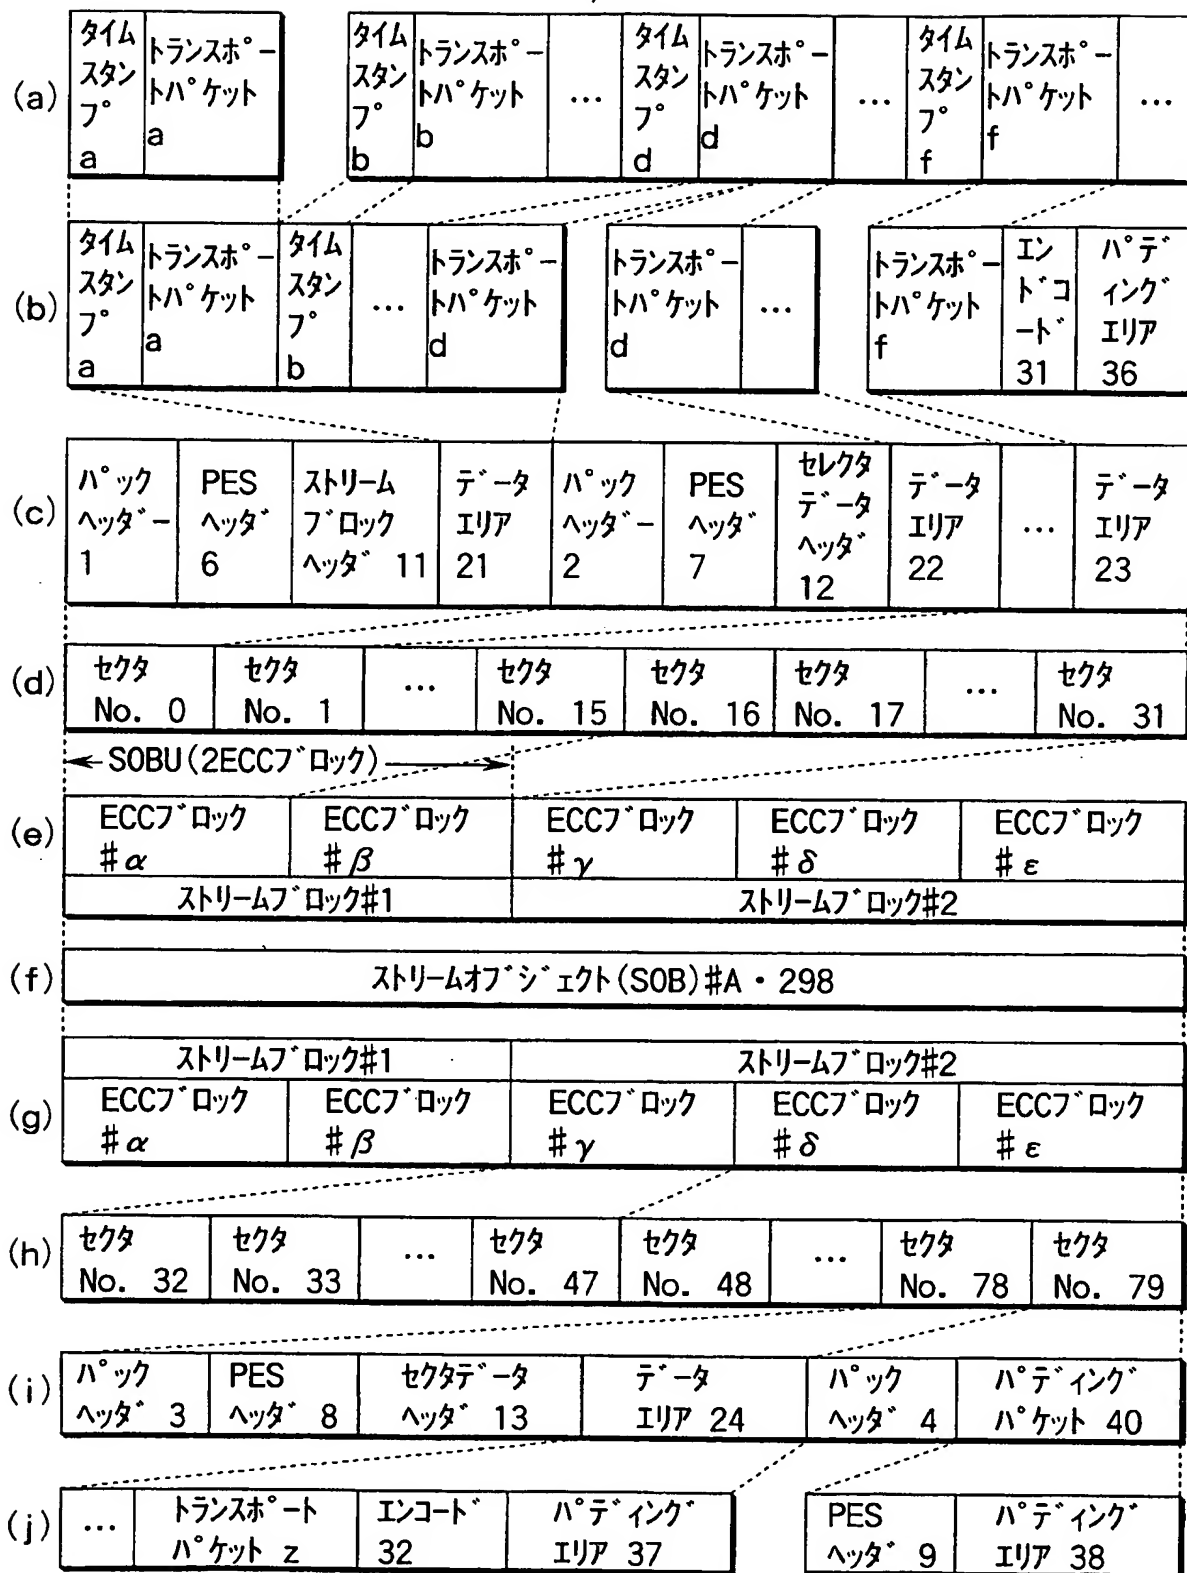 (a)
タイム
スタン
プ
a
トランスポー
トパケット
a
タイム
スタン
プ
b
トランスポー
トパケット
b
…
タイム
スタン
プ
d
トランスポー
トパケット
d
…
タイム
スタン
プ
f
トランスポー
トパケット
f
…
(b)
タイム
スタン
プ
a
トランスポー
トパケット
a
タイム
スタン
プ
b
…
トランスポー
トパケット
d
トランスポー
トパケット
d
…
トランスポー
トパケット
f
エン
ドコ
ード
31
パデ
ィング
エリア
36
(c)
パック
ヘッダー
1
PES
ヘッダ
6
ストリーム
ブロック
ヘッダ 11
データ
エリア
21
パック
ヘッダー
2
PES
ヘッダ
7
セレクタ
データ
ヘッダ
12
データ
エリア
22
…
データ
エリア
23
(d)
セクタ
No. 0
セクタ
No. 1
…
セクタ
No. 15
セクタ
No. 16
セクタ
No. 17
…
セクタ
No. 31
SOBU(2ECCブロック)
(e)
ECCブロック
#α
ECCブロック
#β
ECCブロック
#γ
ECCブロック
#δ
ECCブロック
#ε
ストリームブロック#1
ストリームブロック#2
(f)
ストリームオブジェクト(SOB)#A・298
ストリームブロック#1
ストリームブロック#2
(g)
ECCブロック
#α
ECCブロック
#β
ECCブロック
#γ
ECCブロック
#δ
ECCブロック
#ε
(h)
セクタ
No. 32
セクタ
No. 33
…
セクタ
No. 47
セクタ
No. 48
…
セクタ
No. 78
セクタ
No. 79
(i)
パック
ヘッダ 3
PES
ヘッダ 8
セクタデータ
ヘッダ 13
データ
エリア 24
パック
ヘッダ 4
パディング
パケット 40
(j)
…
トランスポート
パケット z
エンコード
32
パディング
エリア 37
PES
ヘッダ 9
パディング
エリア 38